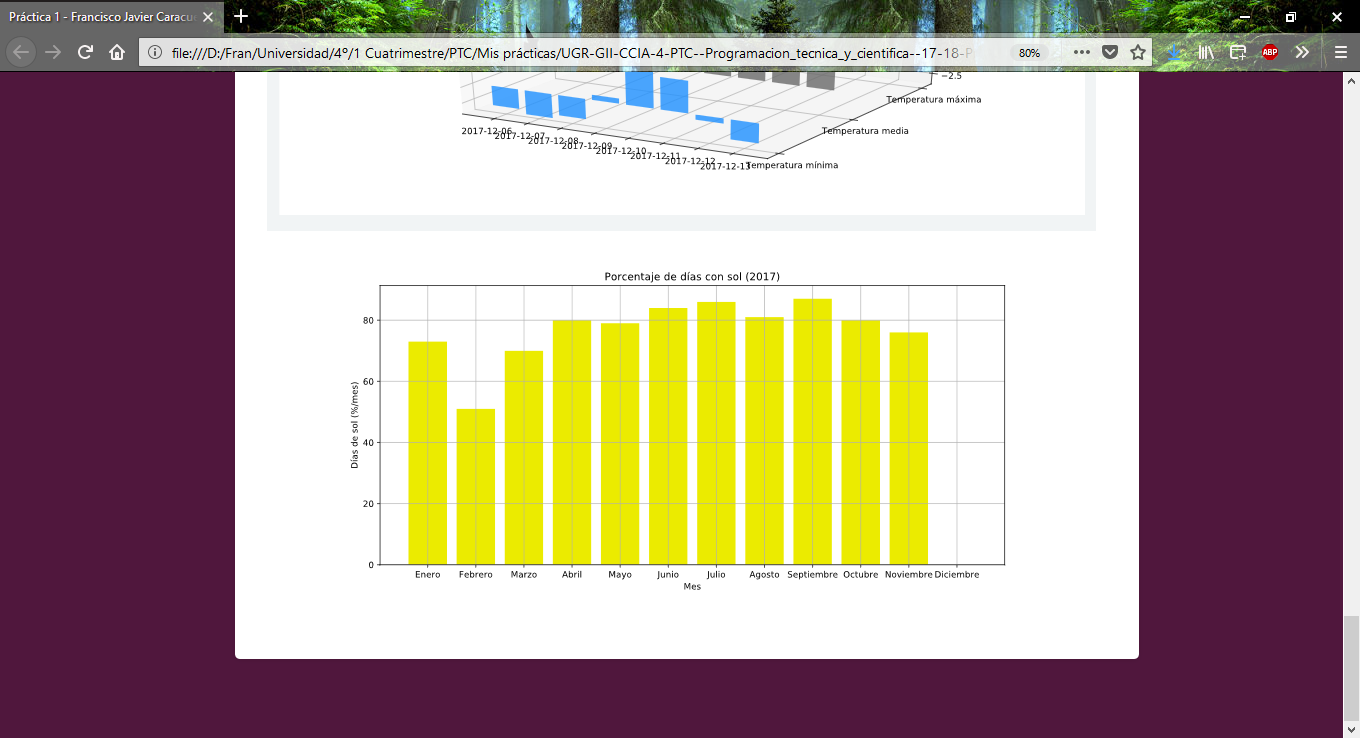 Práctica 1 - Francisco Javier Caracu
file:///D:/Fran/Universidad/4º/1 Cuatrimestre/PTC/Mis prácticas/UGR-GII-CCIA-4-PTC--Programacion_tecnica_y_cientifica--17-18-P
80%
ABP
−2.5
Temperatura máxima
Temperatura media
Temperatura mínima
2017-12-06
2017-12-07
2017-12-08
2017-12-09
2017-12-10
2017-12-11
2017-12-12
2017-12-13
Porcentaje de días con sol (2017)
80
60
40
20
0
Días de sol (%/mes)
Enero Febrero Marzo Abril Mayo Junio Julio Agosto Septiembre Octubre Noviembre Diciembre
Mes